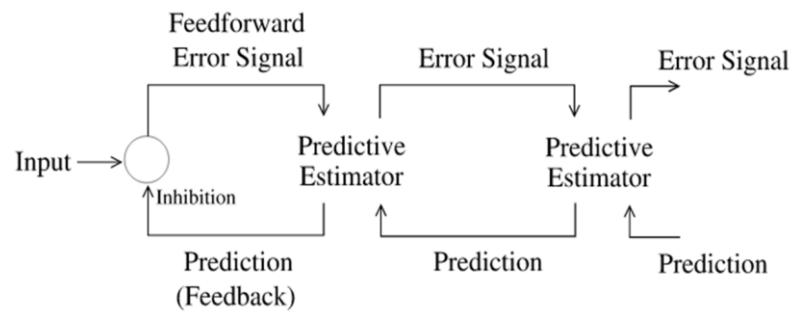 Feedforward
Error Signal
Error Signal
Error Signal
Input
Predictive
Estimator
Predictive
Estimator
Inhibition
Prediction
(Feedback)
Prediction
Prediction